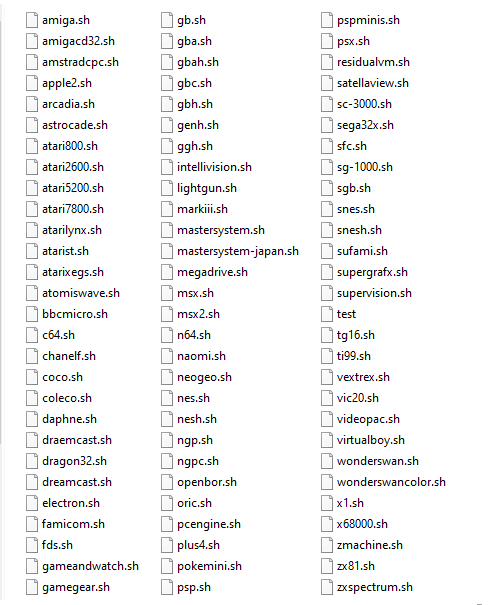 amiga.sh
amigacd32.sh
amstradcpc.sh
apple2.sh
arcadia.sh
astrocade.sh
atari800.sh
atari2600.sh
atari5200.sh
atari7800.sh
atarilynx.sh
atarist.sh
atarixegs.sh
atomiswave.sh
bbcmicro.sh
c64.sh
chanelf.sh
coco.sh
coleco.sh
daphne.sh
draemcast.sh
dragon32.sh
dreamcast.sh
electron.sh
famicom.sh
fds.sh
gameandwatch.sh
gamegear.sh
gb.sh
gba.sh
gbah.sh
gbc.sh
gbh.sh
genh.sh
ggh.sh
intellivision.sh
lightgun.sh
markiii.sh
mastersystem.sh
mastersystem-japan.sh
megadrive.sh
msx.sh
msx2.sh
n64.sh
naomi.sh
neogeo.sh
nes.sh
nesh.sh
ngp.sh
ngpc.sh
openbor.sh
oric.sh
pcengine.sh
plus4.sh
pokemini.sh
psp.sh
pspminis.sh
psx.sh
residualvm.sh
satellaview.sh
sc-3000.sh
sega32x.sh
sfc.sh
sg-1000.sh
sgb.sh
snes.sh
snesh.sh
sufami.sh
supergrafx.sh
supervision.sh
test
tg16.sh
ti99.sh
vextrex.sh
vic20.sh
videopac.sh
virtualboy.sh
wonderswan.sh
wonderswancolor.sh
x1.sh
x68000.sh
zmachine.sh
zx81.sh
zxspectrum.sh